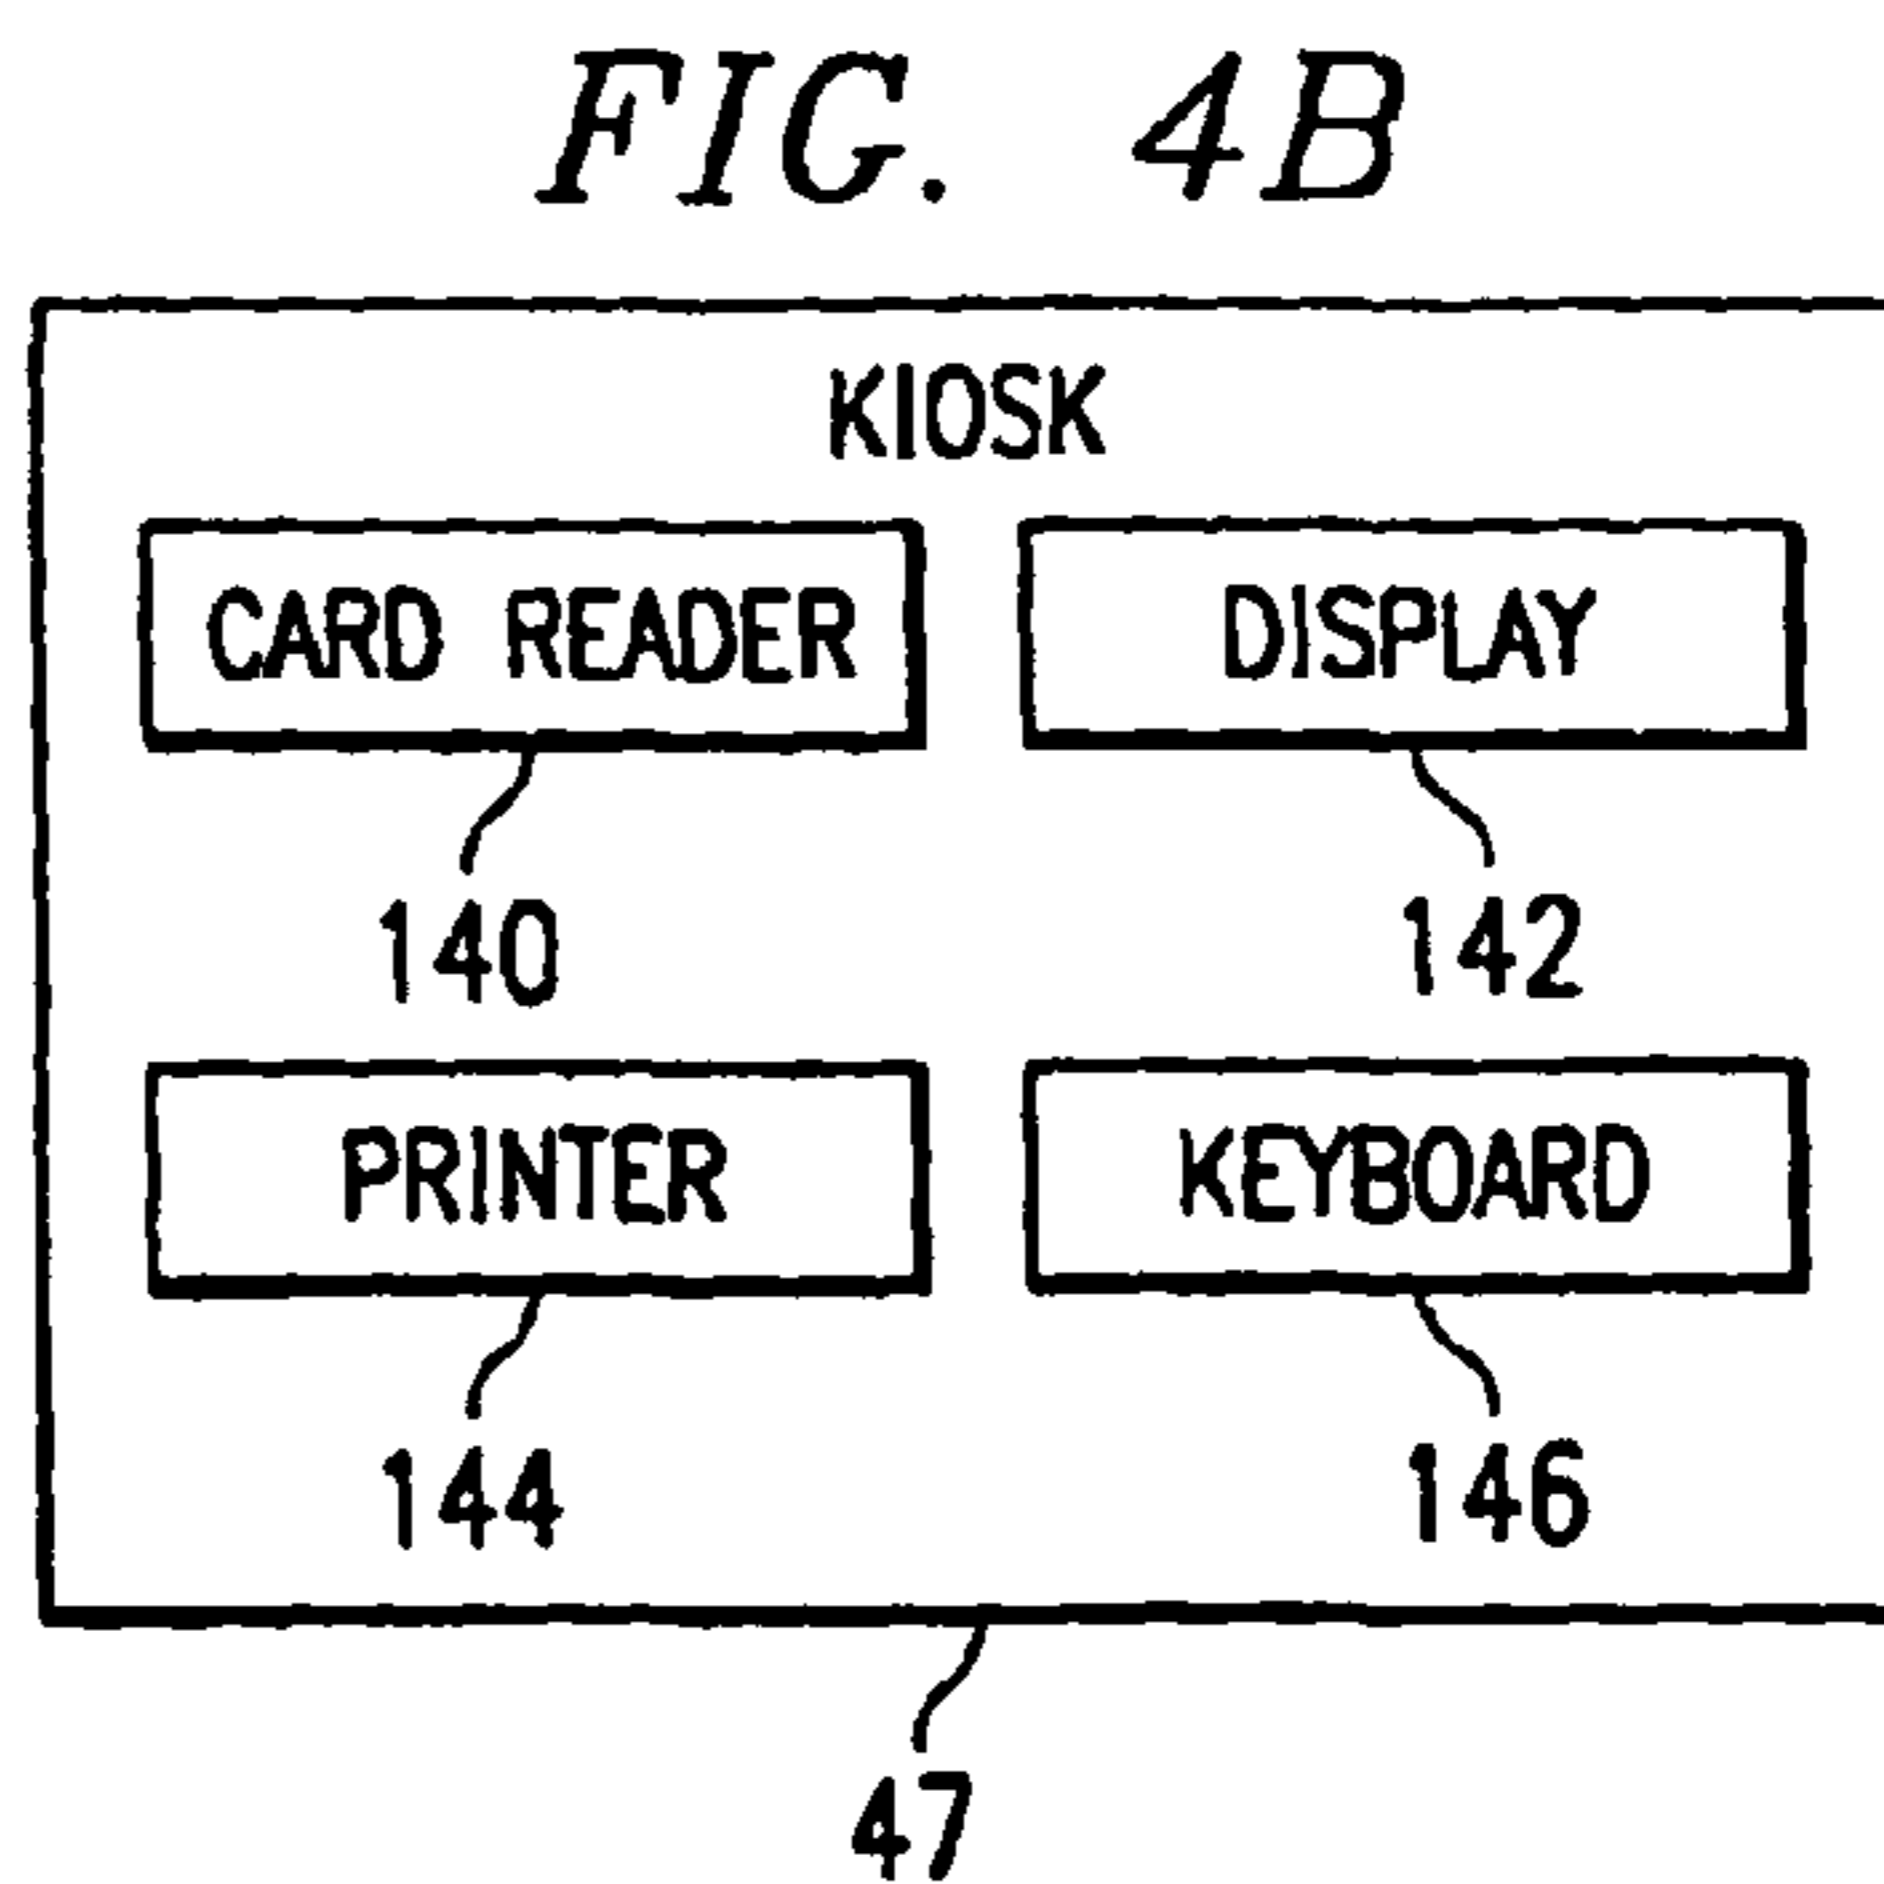 FIG. 4B
KIOSK
CARD READER
DISPLAY
140
142
PRINTER
KEYBOARD
144
146
47